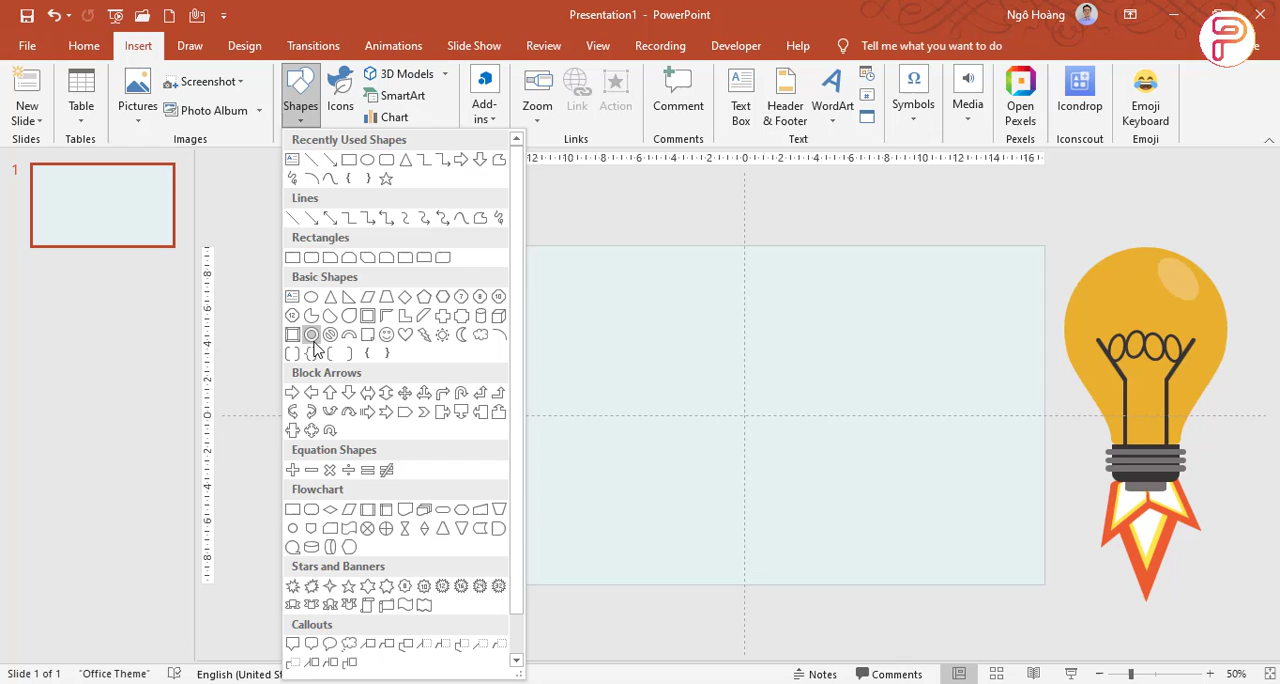 Presentation1 - PowerPoint
Ngô Hoàng
File
Home
Insert
Draw
Design
Transitions
Animations
Slide Show
Review
View
Recording
Developer
Help
Tell me what you want to do
New Slide
Table
Pictures
Screenshot
Photo Album
Shapes
Icons
3D Models
SmartArt
Chart
Add-ins
Zoom
Link
Action
Comment
Text Box
Header & Footer
WordArt
Symbols
Media
Open Pexels
Icondrop
Emoji Keyboard
Slides
Tables
Images
Links
Comments
Text
Pexels
Iconscout
Emoji
Recently Used Shapes
Lines
Rectangles
Basic Shapes
Block Arrows
Equation Shapes
Flowchart
Stars and Banners
Callouts
1
Slide 1 of 1
"Office Theme"
English (United St
Notes
Comments
50%